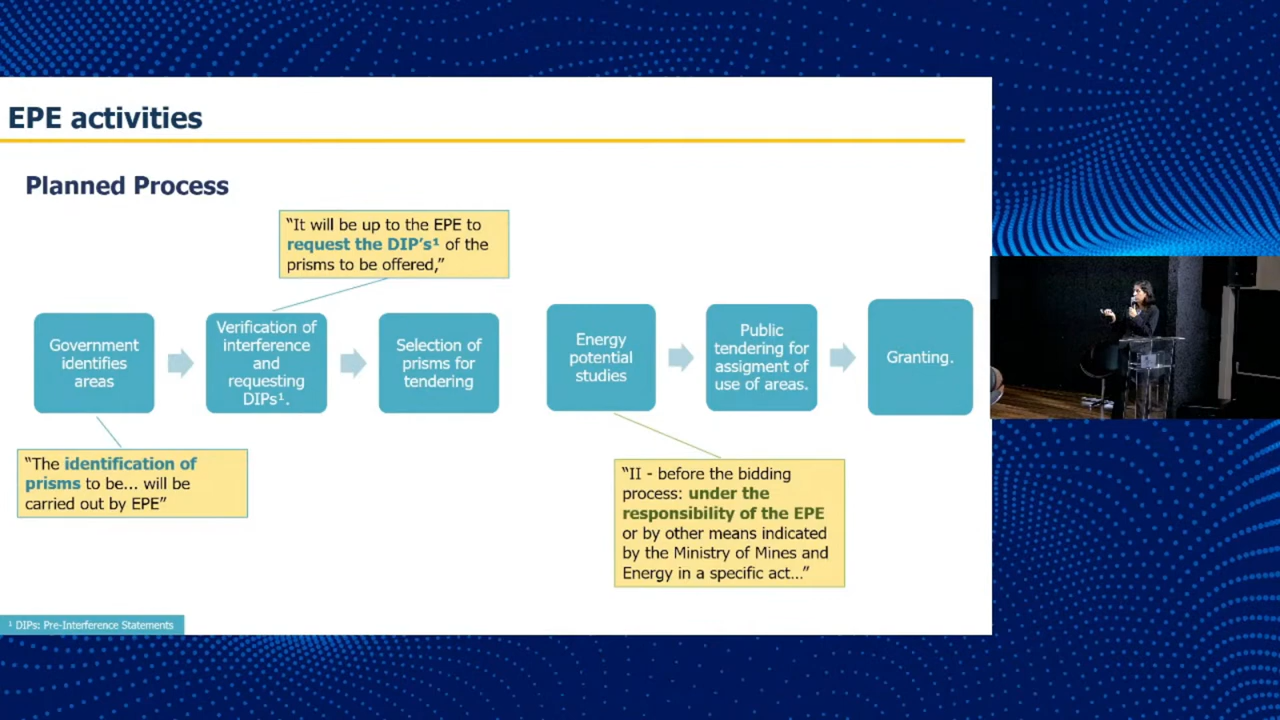 EPE activities
Planned Process
“It will be up to the EPE to
request the DIP’s¹ of the
prisms to be offered,”
Government
identifies
areas
Verification of
interference
and
requesting
DIPs¹.
Selection of
prisms for
tendering
Energy
potential
studies
Public
tendering for
assigment of
use of areas.
Granting.
“The identification of
prisms to be... will be
carried out by EPE”
“II - before the bidding
process: under the
responsibility of the EPE
or by other means indicated
by the Ministry of Mines and
Energy in a specific act...”
¹ DIPs: Pre-Interference Statements